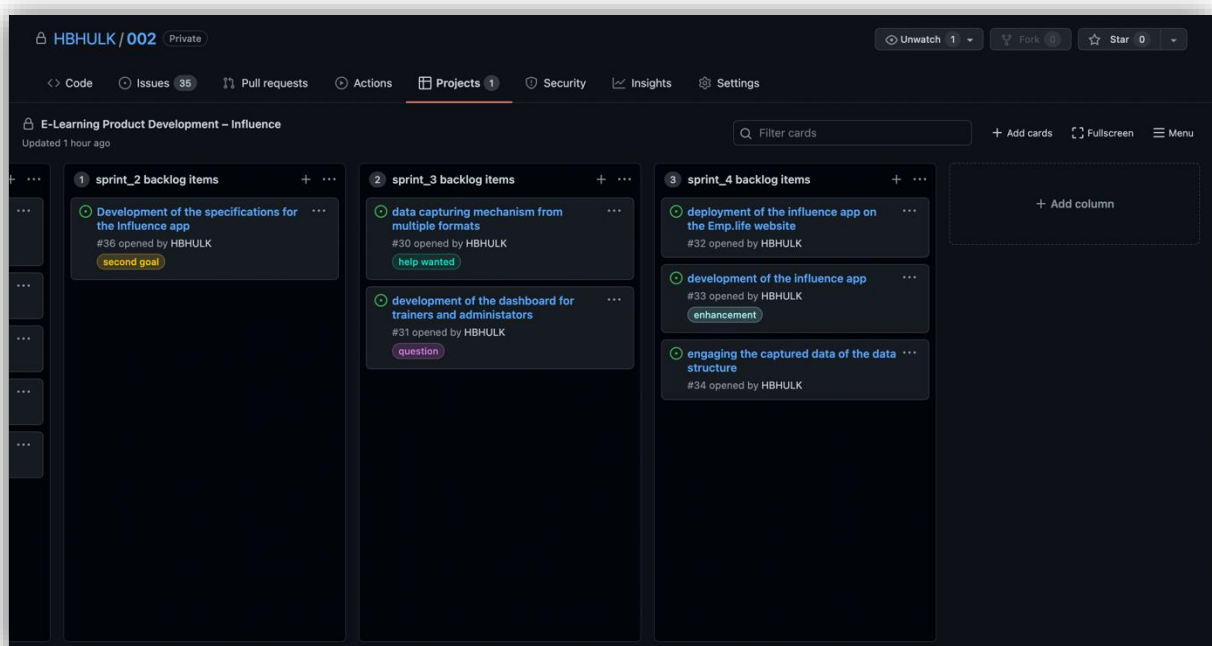 HBHULK / 002 Private
Unwatch 1
Fork 0
Star 0
Code
Issues 35
Pull requests
Actions
Projects 1
Security
Insights
Settings
E-Learning Product Development – Influence
Updated 1 hour ago
Filter cards
+ Add cards
Fullscreen
Menu
1 sprint_2 backlog items
Development of the specifications for
the Influence app
#36 opened by HBHULK
second goal
2 sprint_3 backlog items
data capturing mechanism from
multiple formats
#30 opened by HBHULK
help wanted
development of the dashboard for
trainers and administators
#31 opened by HBHULK
question
3 sprint_4 backlog items
deployment of the influence app on
the Emp.life website
#32 opened by HBHULK
development of the influence app
#33 opened by HBHULK
enhancement
engaging the captured data of the data
structure
#34 opened by HBHULK
+ Add column